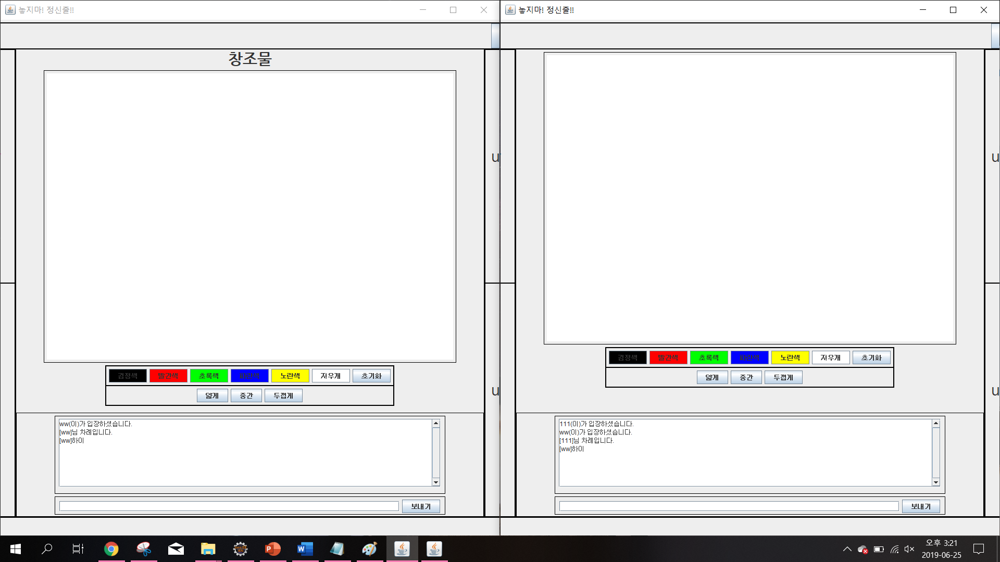 놓지마! 정신줄!!
창조물
u
검정색 빨간색 초록색 파란색 노란색 지우개 초기화
얇게 중간 두껍게
u
ww(이)가 입장하셨습니다.
[ww]님 차례입니다.
[ww]하이
보내기
놓지마! 정신줄!!
u
검정색 빨간색 초록색 파란색 노란색 지우개 초기화
얇게 중간 두껍게
u
111(이)가 입장하셨습니다.
ww(이)가 입장하셨습니다.
[111]님 차례입니다.
[ww]하이
보내기
오후 3:21
2019-06-25